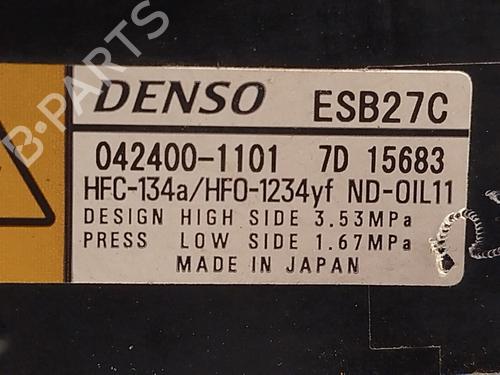 DENSO ESB27C
042400-1101 7D 15683
HFC-134a/HFO-1234yf ND-OIL11
DESIGN HIGH SIDE 3.53MPa
PRESS LOW SIDE 1.67MPa
MADE IN JAPAN
B-PARTS